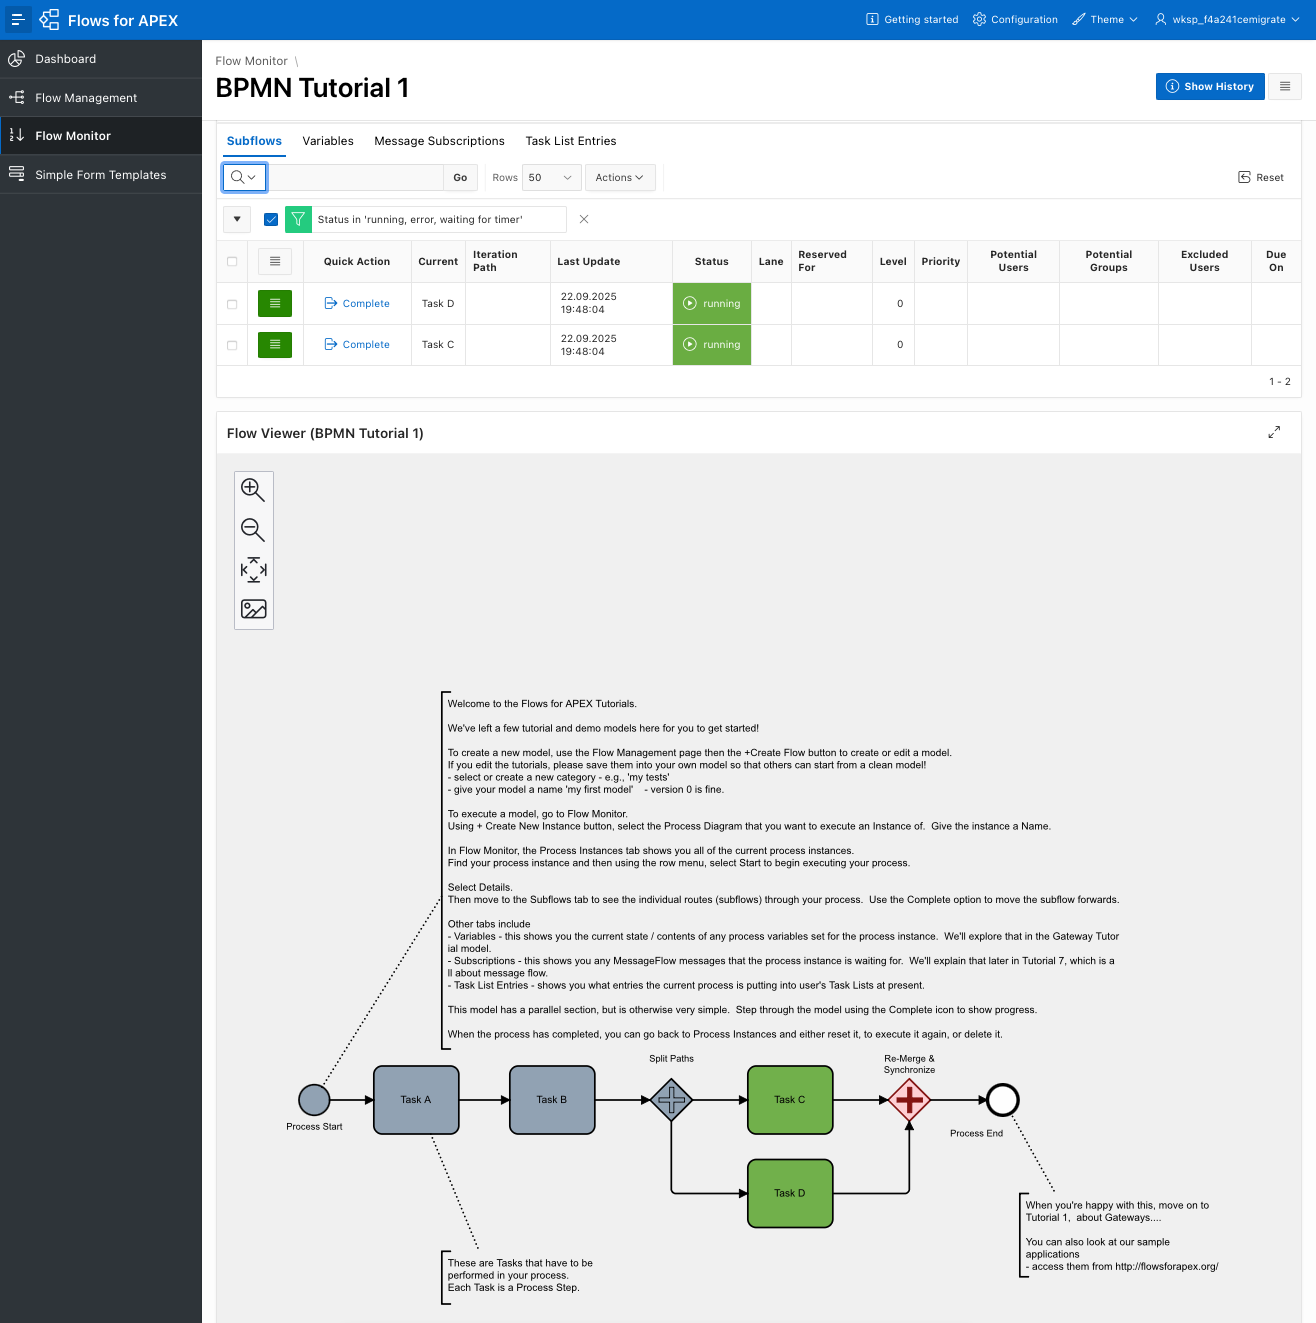 Flows for APEX
Getting started
Configuration
Theme
wksp_f4a241cemigrate
Dashboard
Flow Management
Flow Monitor
Simple Form Templates
Flow Monitor \
BPMN Tutorial 1
Show History
Subflows
Variables
Message Subscriptions
Task List Entries
Go
Rows
50
Actions
Reset
Status in 'running, error, waiting for timer'
Quick Action
Current
Iteration
Path
Last Update
Status
Lane
Reserved
For
Level
Priority
Potential
Users
Potential
Groups
Excluded
Users
Due
On
Complete
Task D
22.09.2025
19:48:04
running
0
Complete
Task C
22.09.2025
19:48:04
running
0
1 - 2
Flow Viewer (BPMN Tutorial 1)
Welcome to the Flows for APEX Tutorials.
We've left a few tutorial and demo models here for you to get started!
To create a new model, use the Flow Management page then the +Create Flow button to create or edit a model.
If you edit the tutorials, please save them into your own model so that others can start from a clean model!
- select or create a new category - e.g., 'my tests'
- give your model a name 'my first model'    - version 0 is fine.
To execute a model, go to Flow Monitor.
Using + Create New Instance button, select the Process Diagram that you want to execute an Instance of.  Give the instance a Name.
In Flow Monitor, the Process Instances tab shows you all of the current process instances.
Find your process instance and then using the row menu, select Start to begin executing your process.
Select Details.
Then move to the Subflows tab to see the individual routes (subflows) through your process.  Use the Complete option to move the subflow forwards.
Other tabs include
- Variables - this shows you the current state / contents of any process variables set for the process instance.  We'll explore that in the Gateway Tutor
ial model.
- Subscriptions - this shows you any MessageFlow messages that the process instance is waiting for.  We'll explain that later in Tutorial 7, which is a
ll about message flow.
- Task List Entries - shows you what entries the current process is putting into user's Task Lists at present.
This model has a parallel section, but is otherwise very simple.  Step through the model using the Complete icon to show progress.
When the process has completed, you can go back to Process Instances and either reset it, to execute it again, or delete it.
Split Paths
Re-Merge &
Synchronize
Task A
Task B
Task C
Process Start
Process End
Task D
When you're happy with this, move on to
Tutorial 1,  about Gateways....
You can also look at our sample
applications
- access them from http://flowsforapex.org/
These are Tasks that have to be
performed in your process.
Each Task is a Process Step.